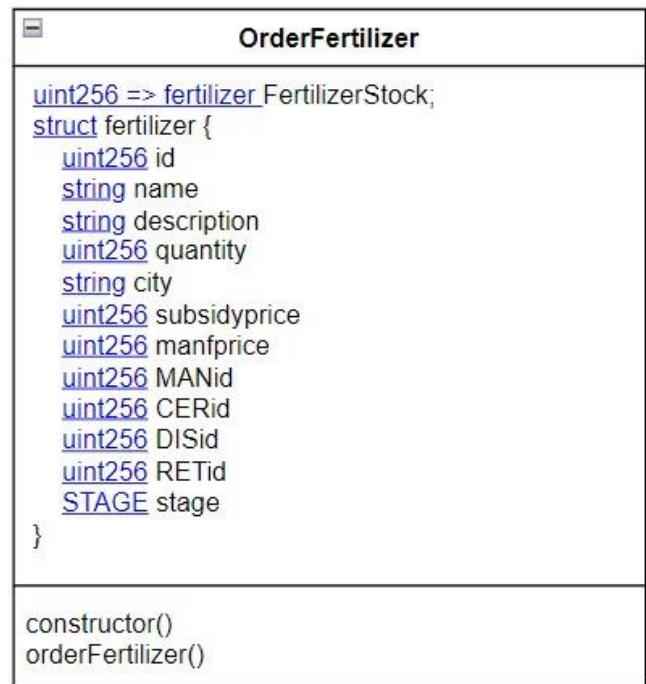 OrderFertilizer
uint256 => fertilizer FertilizerStock;
struct fertilizer {
uint256 id
string name
string description
uint256 quantity
string city
uint256 subsidyprice
uint256 manfprice
uint256 MANid
uint256 CERid
uint256 DISid
uint256 RETid
STAGE stage
}
constructor()
orderFertilizer()